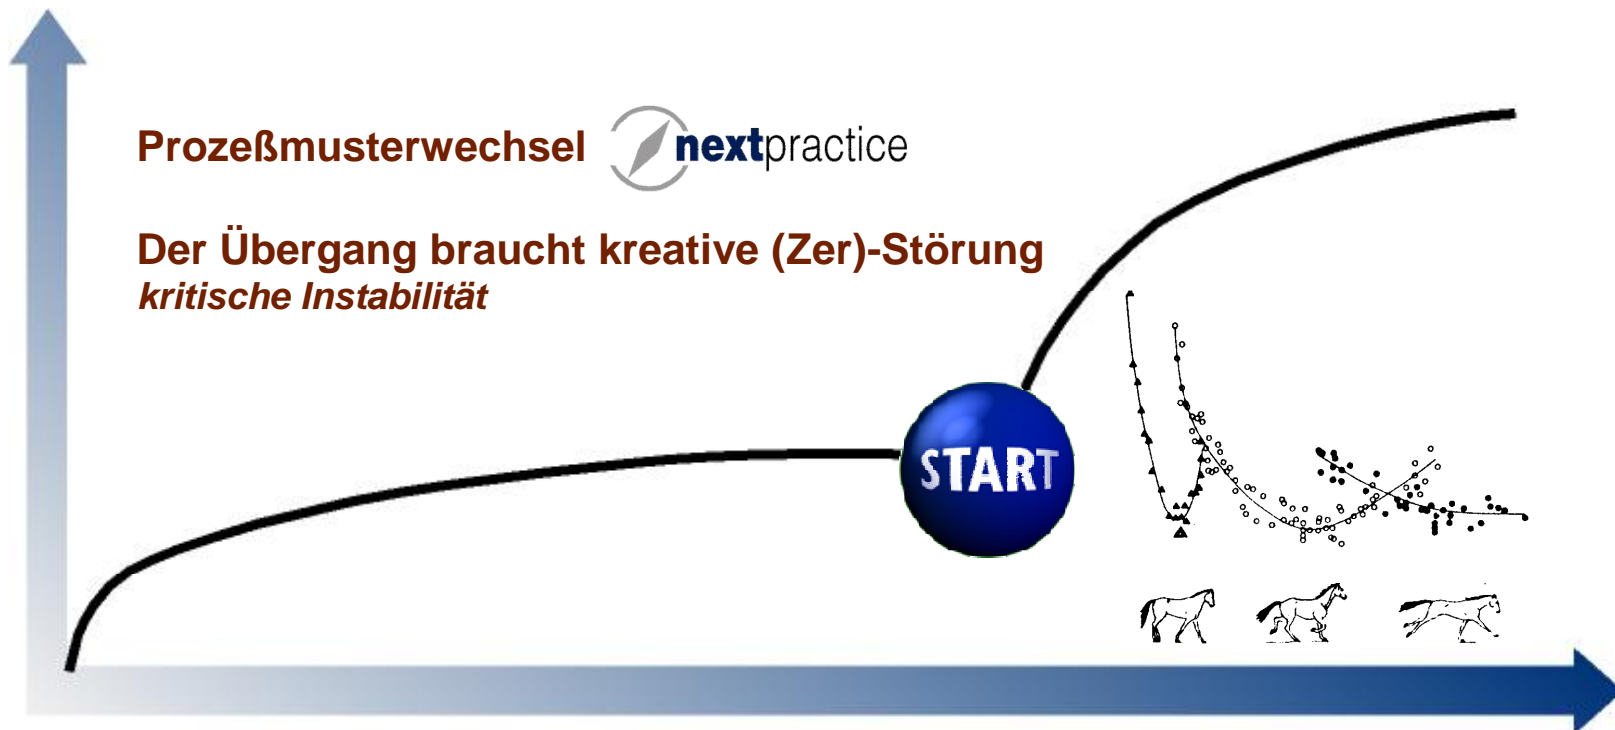 Prozeßmusterwechsel nextpractice
Der Übergang braucht kreative (Zer)-Störung
kritische Instabilität
START